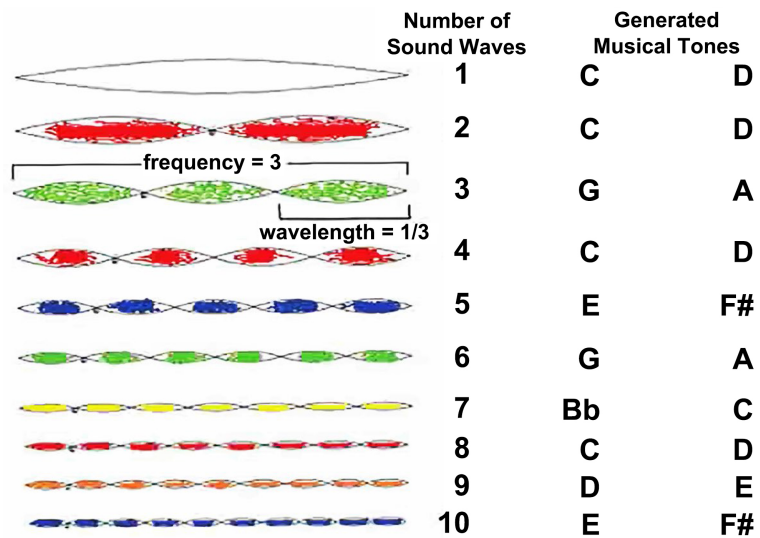 Number of Sound Waves
Generated Musical Tones
1 C D
2 C D
frequency = 3
3 G A
wavelength = 1/3
4 C D
5 E F#
6 G A
7 Bb C
8 C D
9 D E
10 E F#